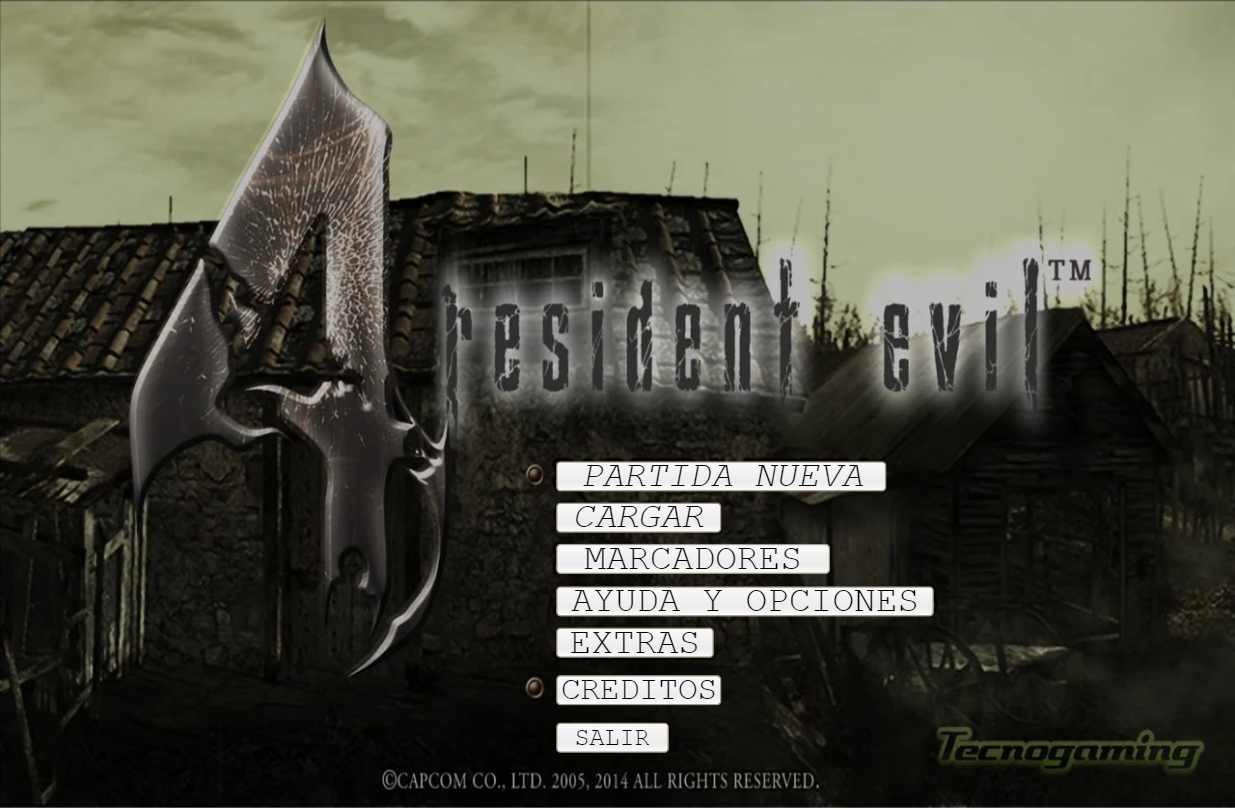 4
resident evil™
PARTIDA NUEVA
CARGAR
MARCADORES
AYUDA Y OPCIONES
EXTRAS
CREDITOS
SALIR
Tecnogaming
©CAPCOM CO., LTD. 2005, 2014 ALL RIGHTS RESERVED.